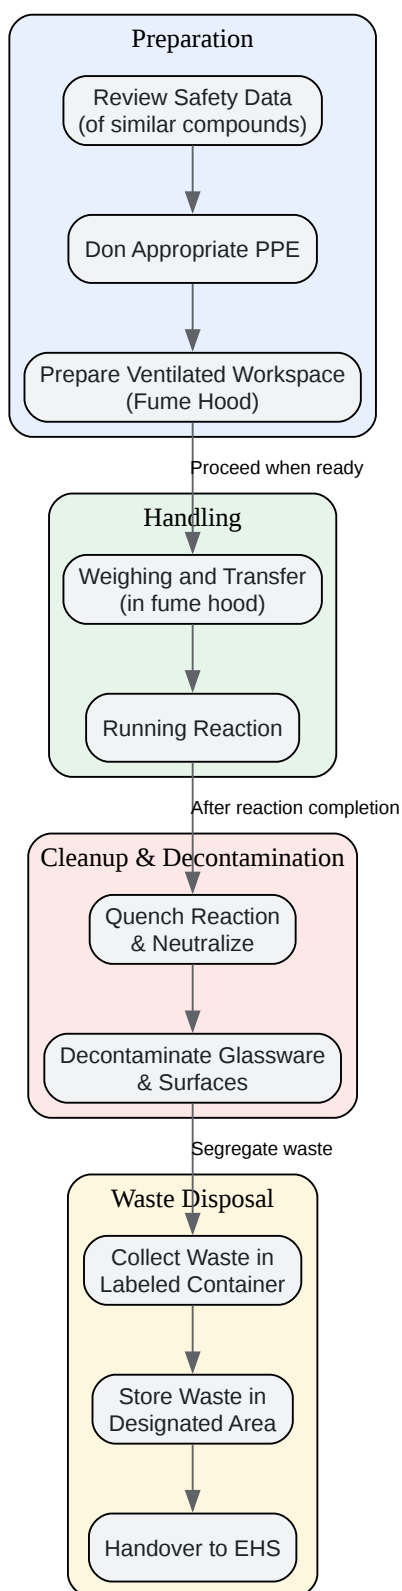 Preparation
Review Safety Data
(of similar compounds)
Don Appropriate PPE
Prepare Ventilated Workspace
(Fume Hood)
Proceed when ready
Handling
Weighing and Transfer
(in fume hood)
Running Reaction
After reaction completion
Cleanup & Decontamination
Quench Reaction
& Neutralize
Decontaminate Glassware
& Surfaces
Segregate waste
Waste Disposal
Collect Waste in
Labeled Container
Store Waste in
Designated Area
Handover to EHS